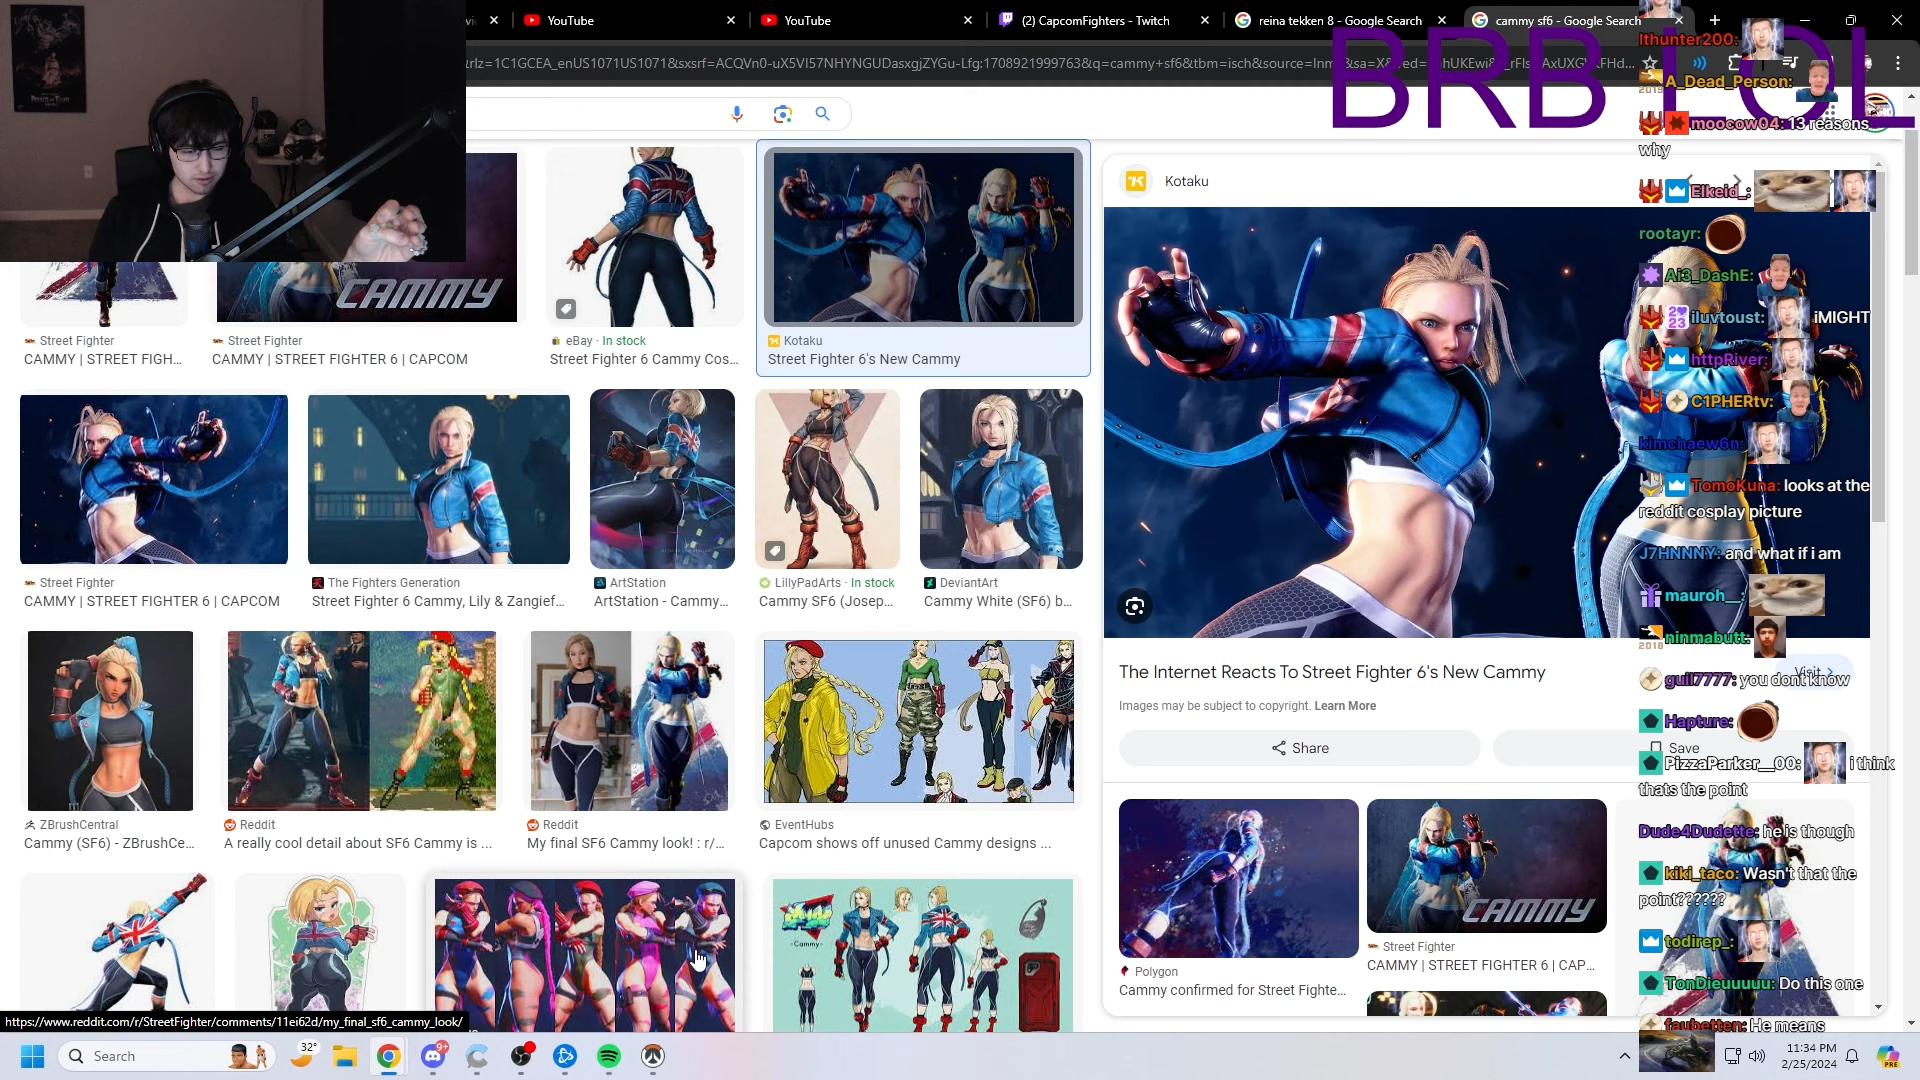 YouTube
YouTube
(2) CapcomFighters - Twitch
reina tekken 8 - Google Search
cammy sf6 - Google Search
BRB LOL
Street Fighter
CAMMY | STREET FIGH...
CAMMY
Street Fighter
CAMMY | STREET FIGHTER 6 | CAPCOM
eBay · In stock
Street Fighter 6 Cammy Cos...
Kotaku
Street Fighter 6's New Cammy
Street Fighter
CAMMY | STREET FIGHTER 6 | CAPCOM
The Fighters Generation
Street Fighter 6 Cammy, Lily & Zangief...
ArtStation
ArtStation - Cammy...
LillyPadArts · In stock
Cammy SF6 (Josep...
DeviantArt
Cammy White (SF6) b...
ZBrushCentral
Cammy (SF6) - ZBrushCe...
Reddit
A really cool detail about SF6 Cammy is ...
Reddit
My final SF6 Cammy look! : r/...
EventHubs
Capcom shows off unused Cammy designs ...
-Cammy-
https://www.reddit.com/r/StreetFighter/comments/11ei62d/my_final_sf6_cammy_look/
Kotaku
The Internet Reacts To Street Fighter 6's New Cammy
Visit
Images may be subject to copyright. Learn More
Share
Save
Polygon
Cammy confirmed for Street Fighte...
CAMMY
Street Fighter
CAMMY | STREET FIGHTER 6 | CAP...
lthunter200:
A_Dead_Person:
moocow04: 13 reasons
why
Elkeid_:
rootayr:
Ai3_DashE:
iluvtoust: iMIGHT
httpRiver:
C1PHERtv:
kimchaew6n:
TomoKuna: looks at the
reddit cosplay picture
J7HNNNY: and what if i am
mauroh__:
ninmabutt:
guil7777: you dont know
Hapture:
PizzaParker__00: i think
thats the point
Dude4Dudette: he is though
kiki_taco: Wasn't that the
point??????
todirep_:
TonDieuuuuu: Do this one
faubetten: He means
Search
32°
9+
11:34 PM
2/25/2024
PRE